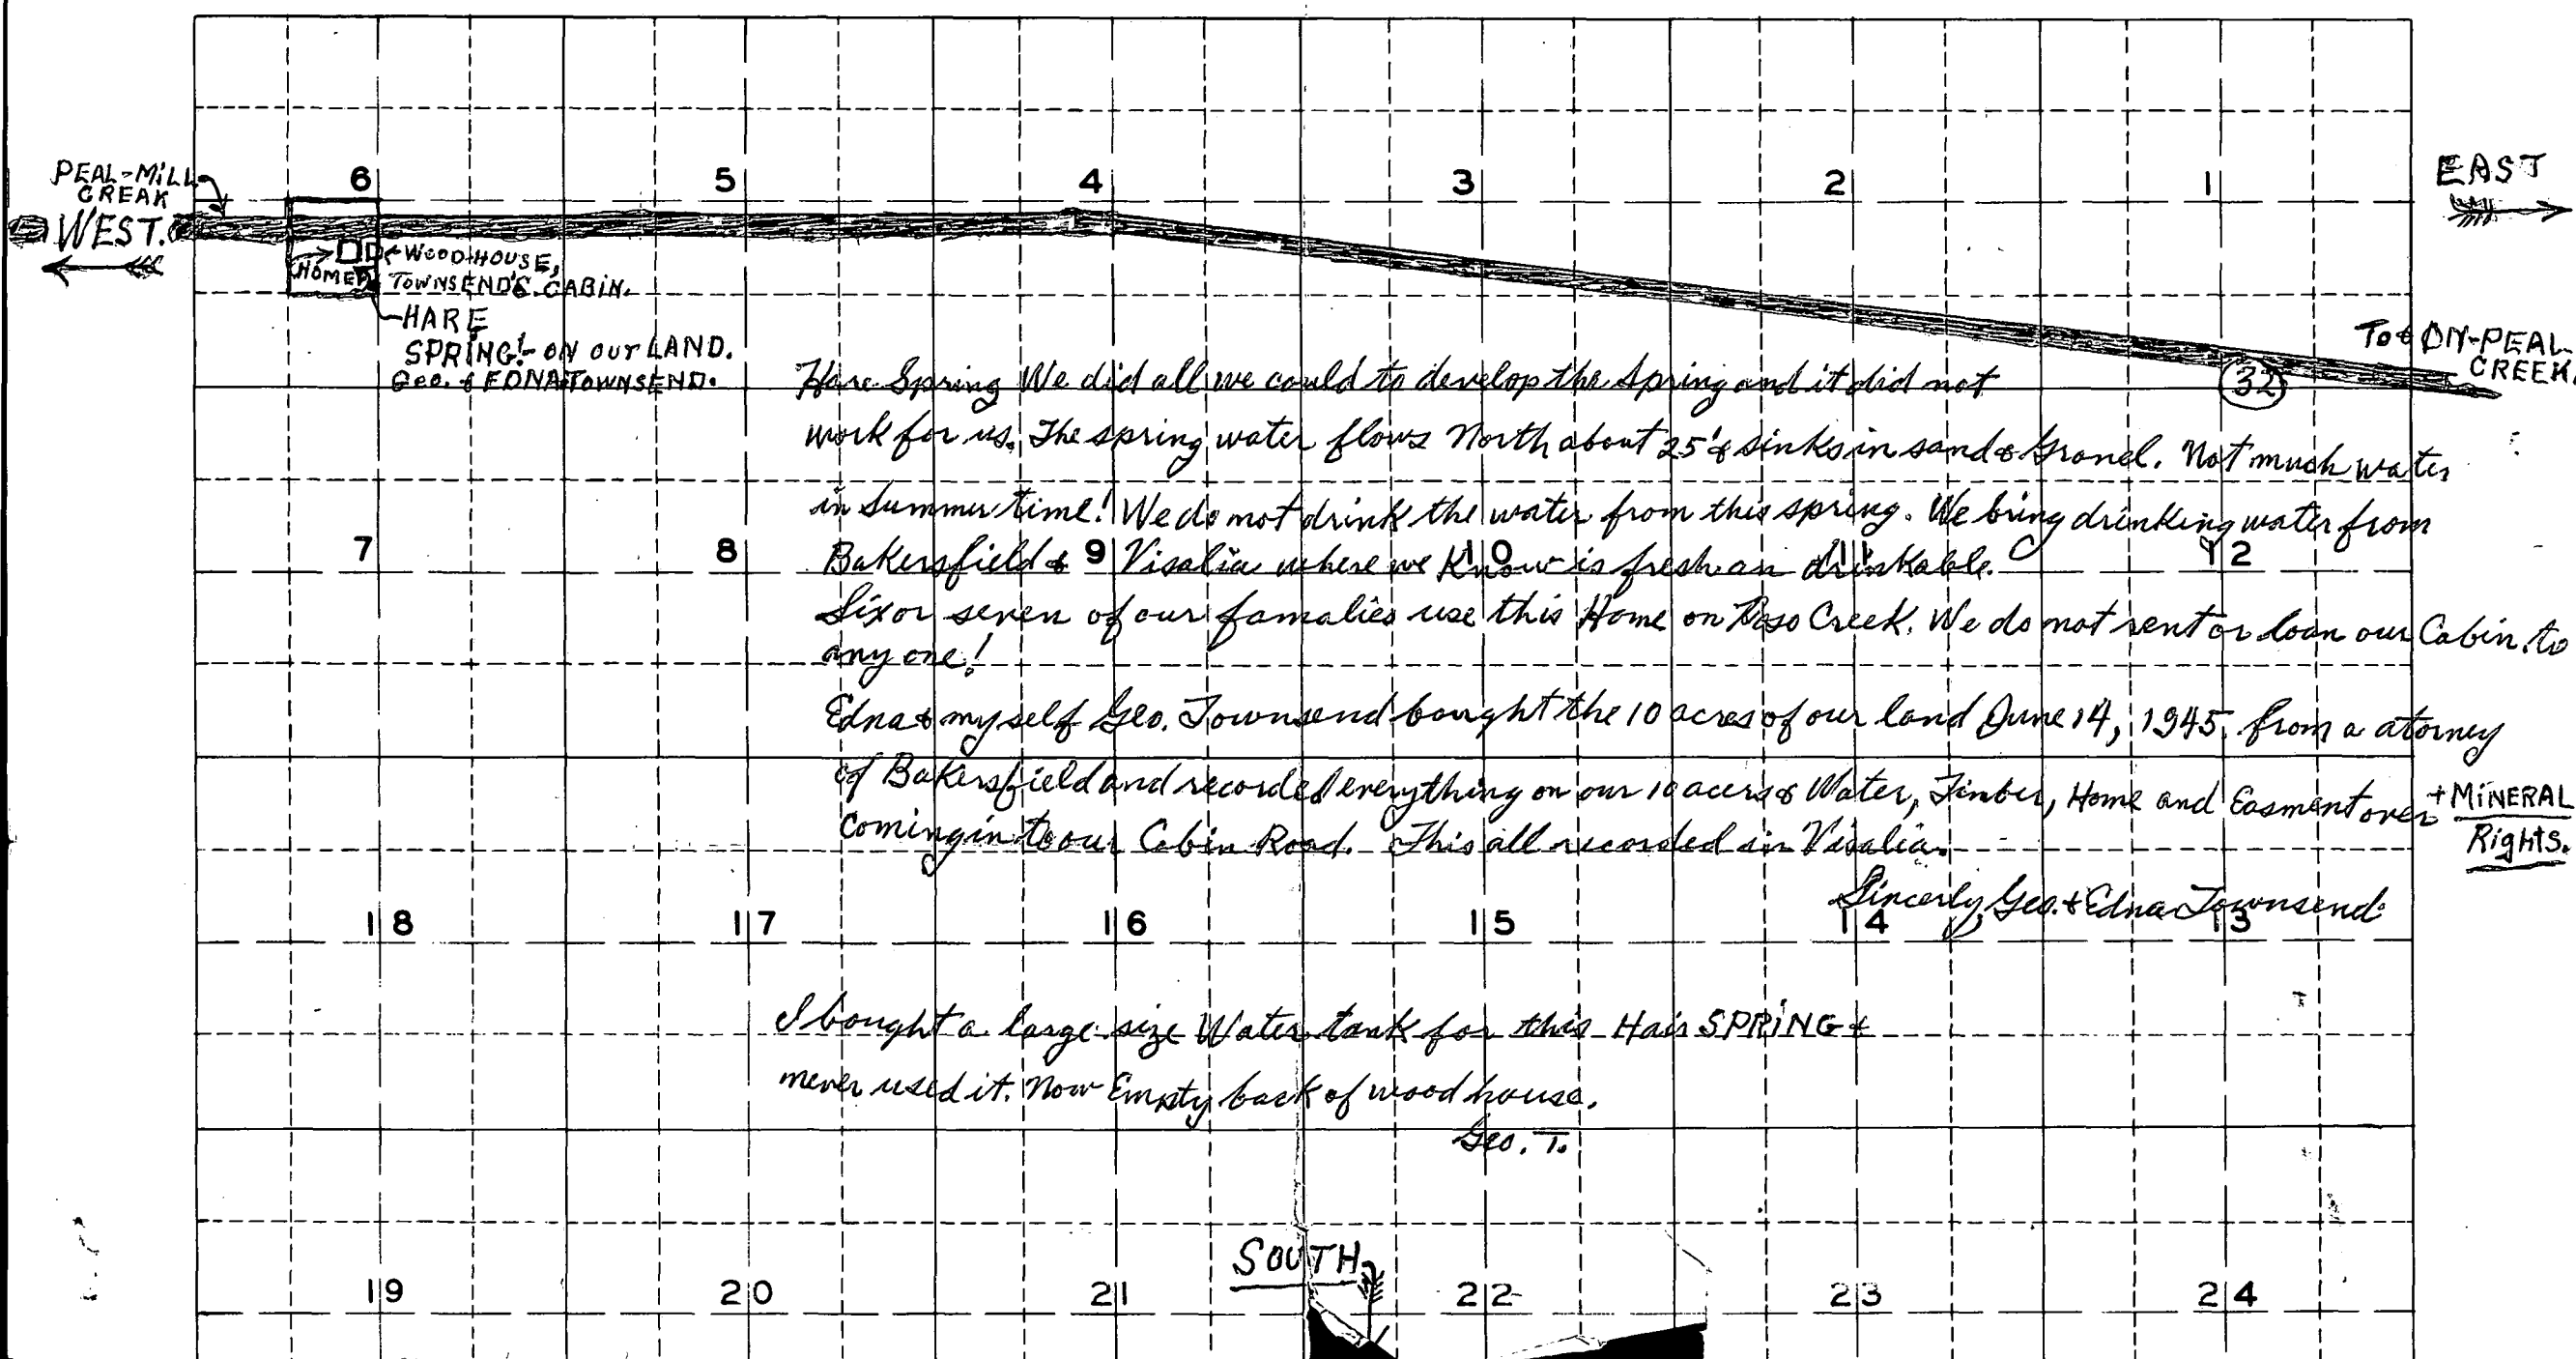 PEAL-MILL
CREAK
WEST.
6
5
4
3
2
1
EAST
WOODHOUSE,
HOME
TOWNSEND'S CABIN.
HARE
SPRING!- ON OUR LAND.
Geo. & EDNA TOWNSEND.
To & ON-PEAL
CREEK.
32
Hare Spring We did all we could to develop the spring and it did not
work for us. The spring water flows North about 25' & sinks in sand & Gravel. Not much water
in Summer time! We do not drink the water from this spring. We bring drinking water from
7
8
9
10
11
12
Bakersfield & Visalia where we Know is fresh an drinkable.
Six or seven of our famalies use this Home on Poso Creek. We do not rent or loan our Cabin to
any one!
Edna & myself Geo. Townsend bought the 10 acres of our land June 14, 1945, from a atorney
of Bakersfield and recorded everything on our 10 acers & Water, Timber, Home and Easment over
+ MINERAL
Rights.
coming in to our Cabin Road. This all recorded in Visalia.
Sincerly, Geo. & Edna Townsend.
18
17
16
15
14
13
I bought a large size Water tank for this Hair SPRING &
never used it. Now Empty back of wood house.
Geo. T.
SOUTH
19
20
21
22
23
24